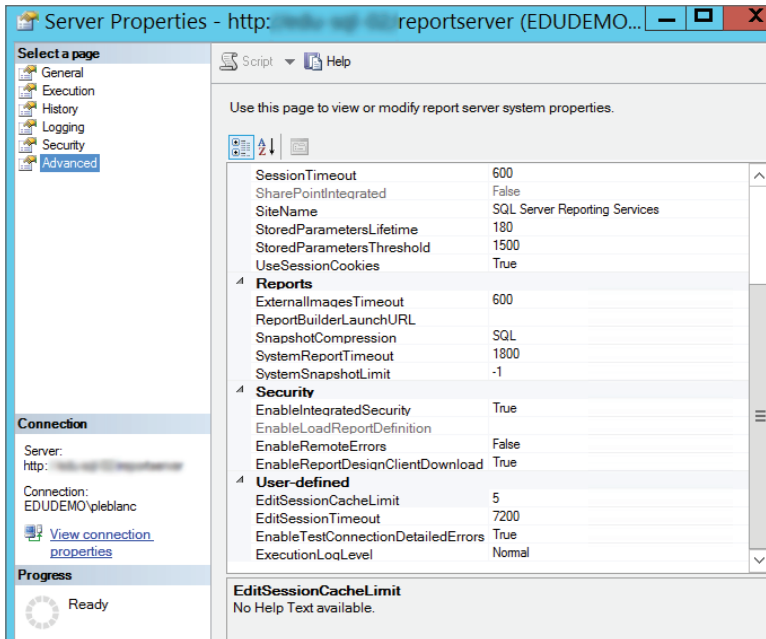 Server Properties - http: /reportserver (EDUDEMO...
Select a page
General
Execution
History
Logging
Security
Advanced
Script Help
Use this page to view or modify report server system properties.
SessionTimeout 600
SharePointIntegrated False
SiteName SQL Server Reporting Services
StoredParametersLifetime 180
StoredParametersThreshold 1500
UseSessionCookies True
Reports
ExternalImagesTimeout 600
ReportBuilderLaunchURL
SnapshotCompression SQL
SystemReportTimeout 1800
SystemSnapshotLimit -1
Security
EnableIntegratedSecurity True
EnableLoadReportDefinition
EnableRemoteErrors False
EnableReportDesignClientDownload True
User-defined
EditSessionCacheLimit 5
EditSessionTimeout 7200
EnableTestConnectionDetailedErrors True
ExecutionLogLevel Normal
EditSessionCacheLimit
No Help Text available.
Connection
Server:
http:
Connection:
EDUDEMO\pleblanc
View connection
properties
Progress
Ready